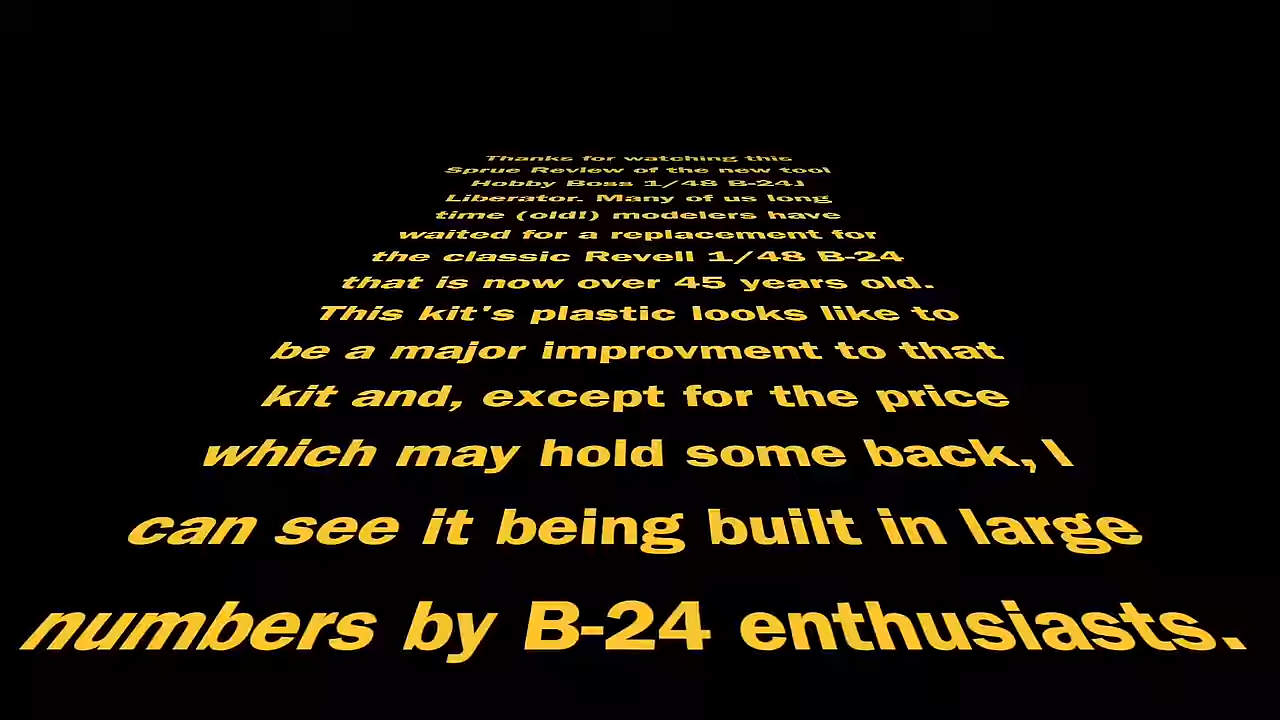 Thanks for watching this
Sprue Review of the new tool
Hobby Boss 1/48 B-24J
Liberator. Many of us long
time (old!) modelers have
waited for a replacement for
the classic Revell 1/48 B-24
that is now over 45 years old.
This kit's plastic looks like to
be a major improvment to that
kit and, except for the price
which may hold some back, I
can see it being built in large
numbers by B-24 enthusiasts.